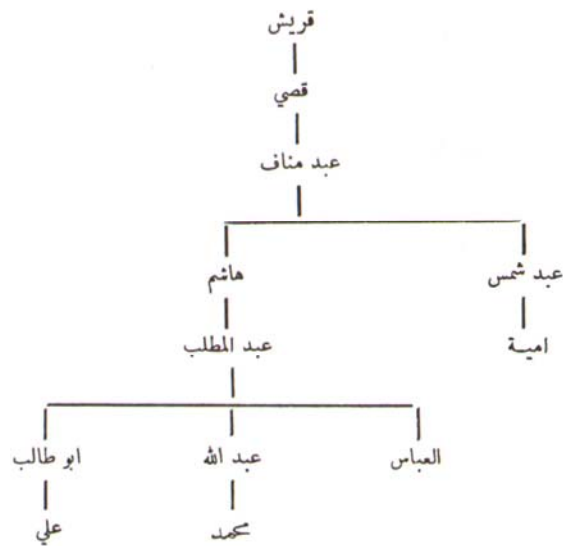 قريش
قصي
عبد مناف
عبد شمس هاشم
امية عبد المطلب
العباس عبد الله ابو طالب
محمد علي